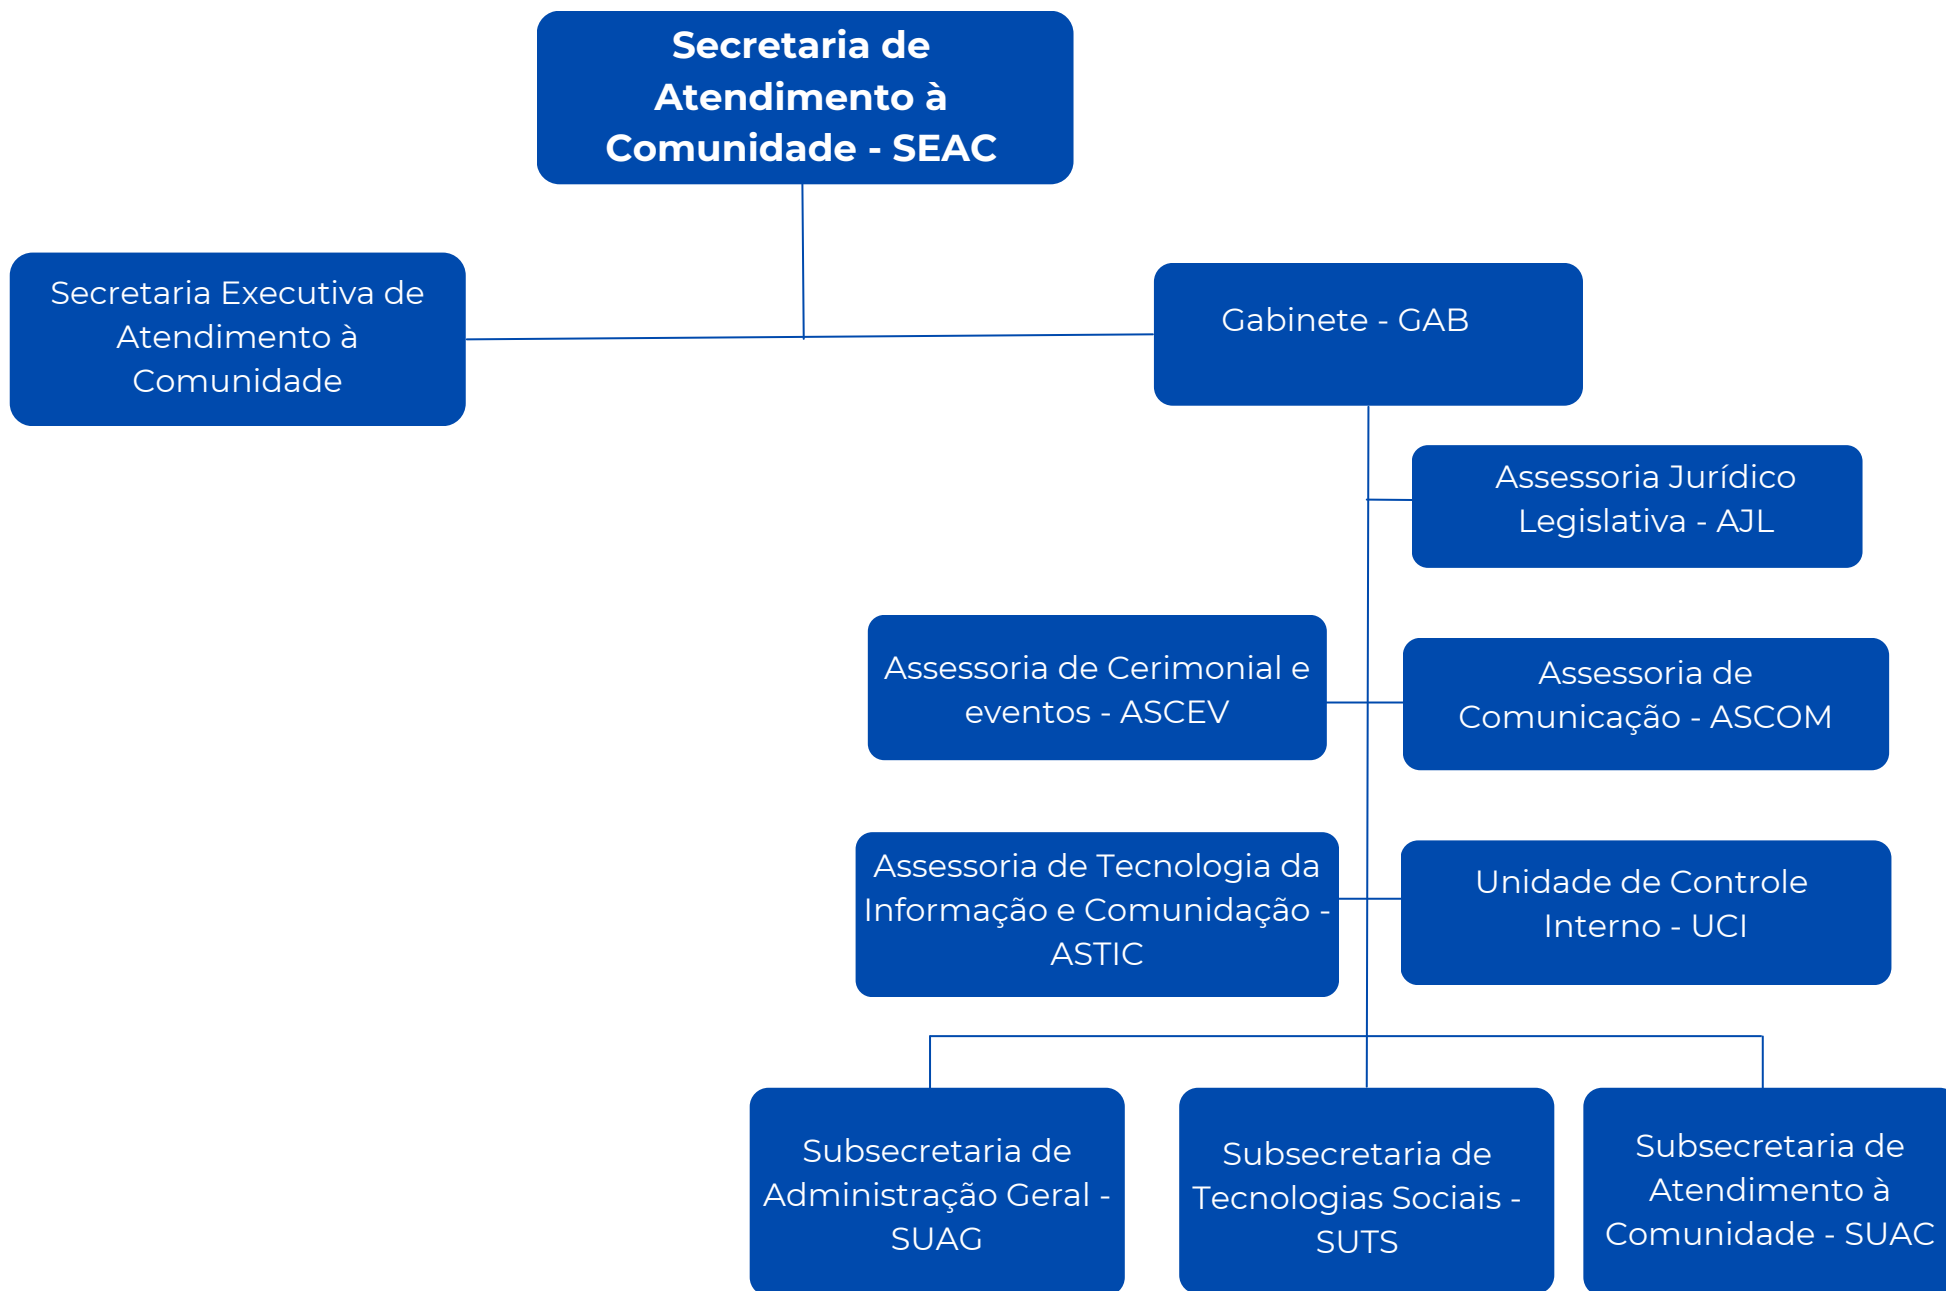 Secretaria de
Atendimento à
Comunidade - SEAC
Secretaria Executiva de
Atendimento à
Comunidade
Gabinete - GAB
Assessoria Jurídico
Legislativa - AJL
Assessoria de Cerimonial e
eventos - ASCEV
Assessoria de
Comunicação - ASCOM
Assessoria de Tecnologia da
Informação e Comunidação -
ASTIC
Unidade de Controle
Interno - UCI
Subsecretaria de
Administração Geral -
SUAG
Subsecretaria de
Tecnologias Sociais -
SUTS
Subsecretaria de
Atendimento à
Comunidade - SUAC